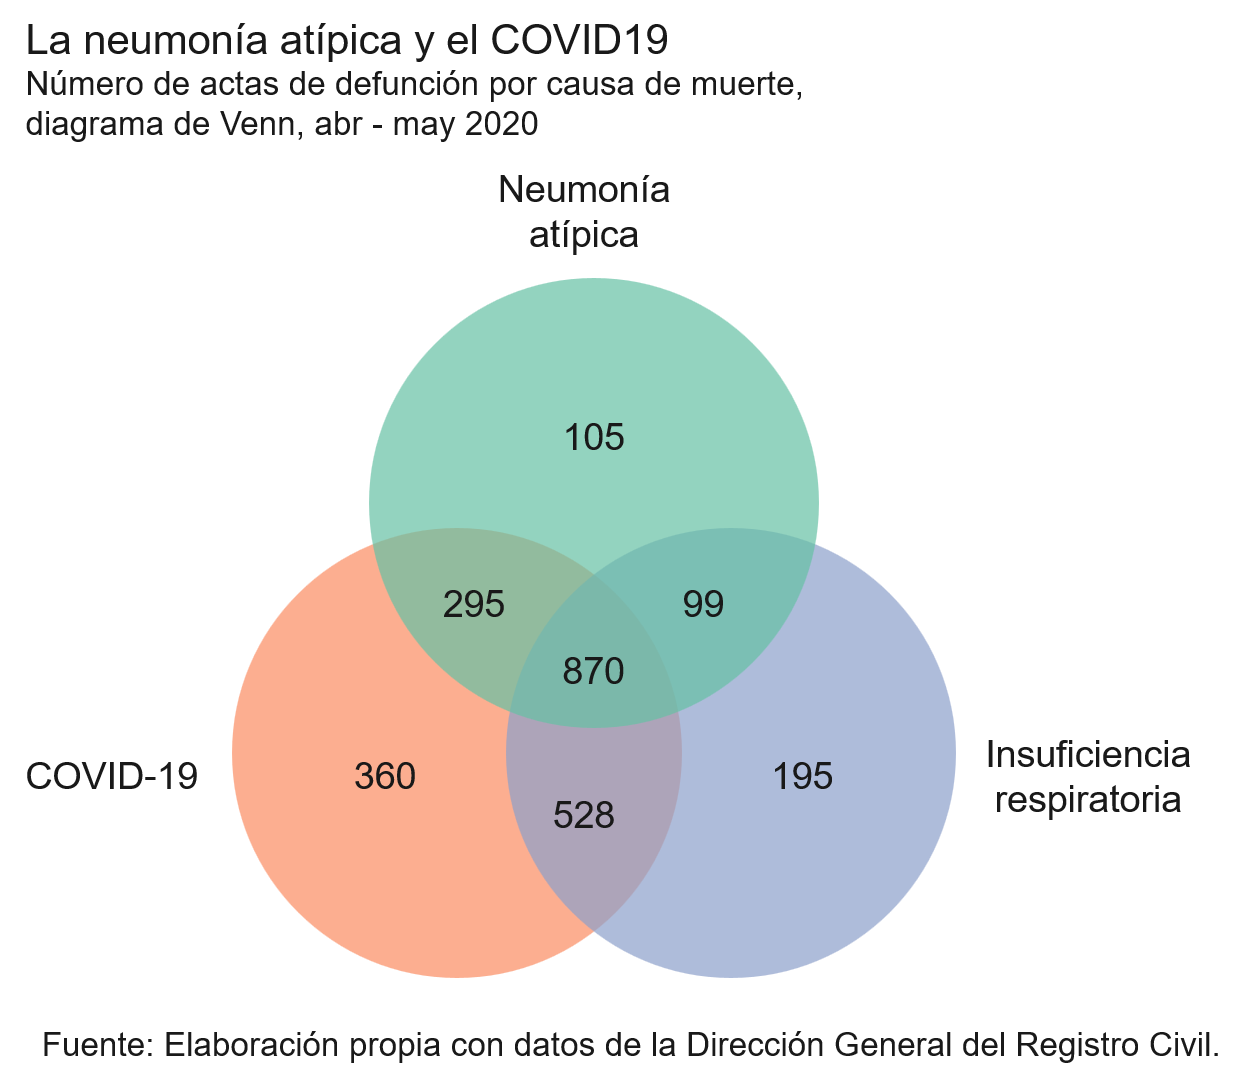 La neumonía atípica y el COVID19
Número de actas de defunción por causa de muerte,
diagrama de Venn, abr - may 2020
Neumonía
atípica
105
295
99
870
COVID-19
360
528
195
Insuficiencia
respiratoria
Fuente: Elaboración propia con datos de la Dirección General del Registro Civil.